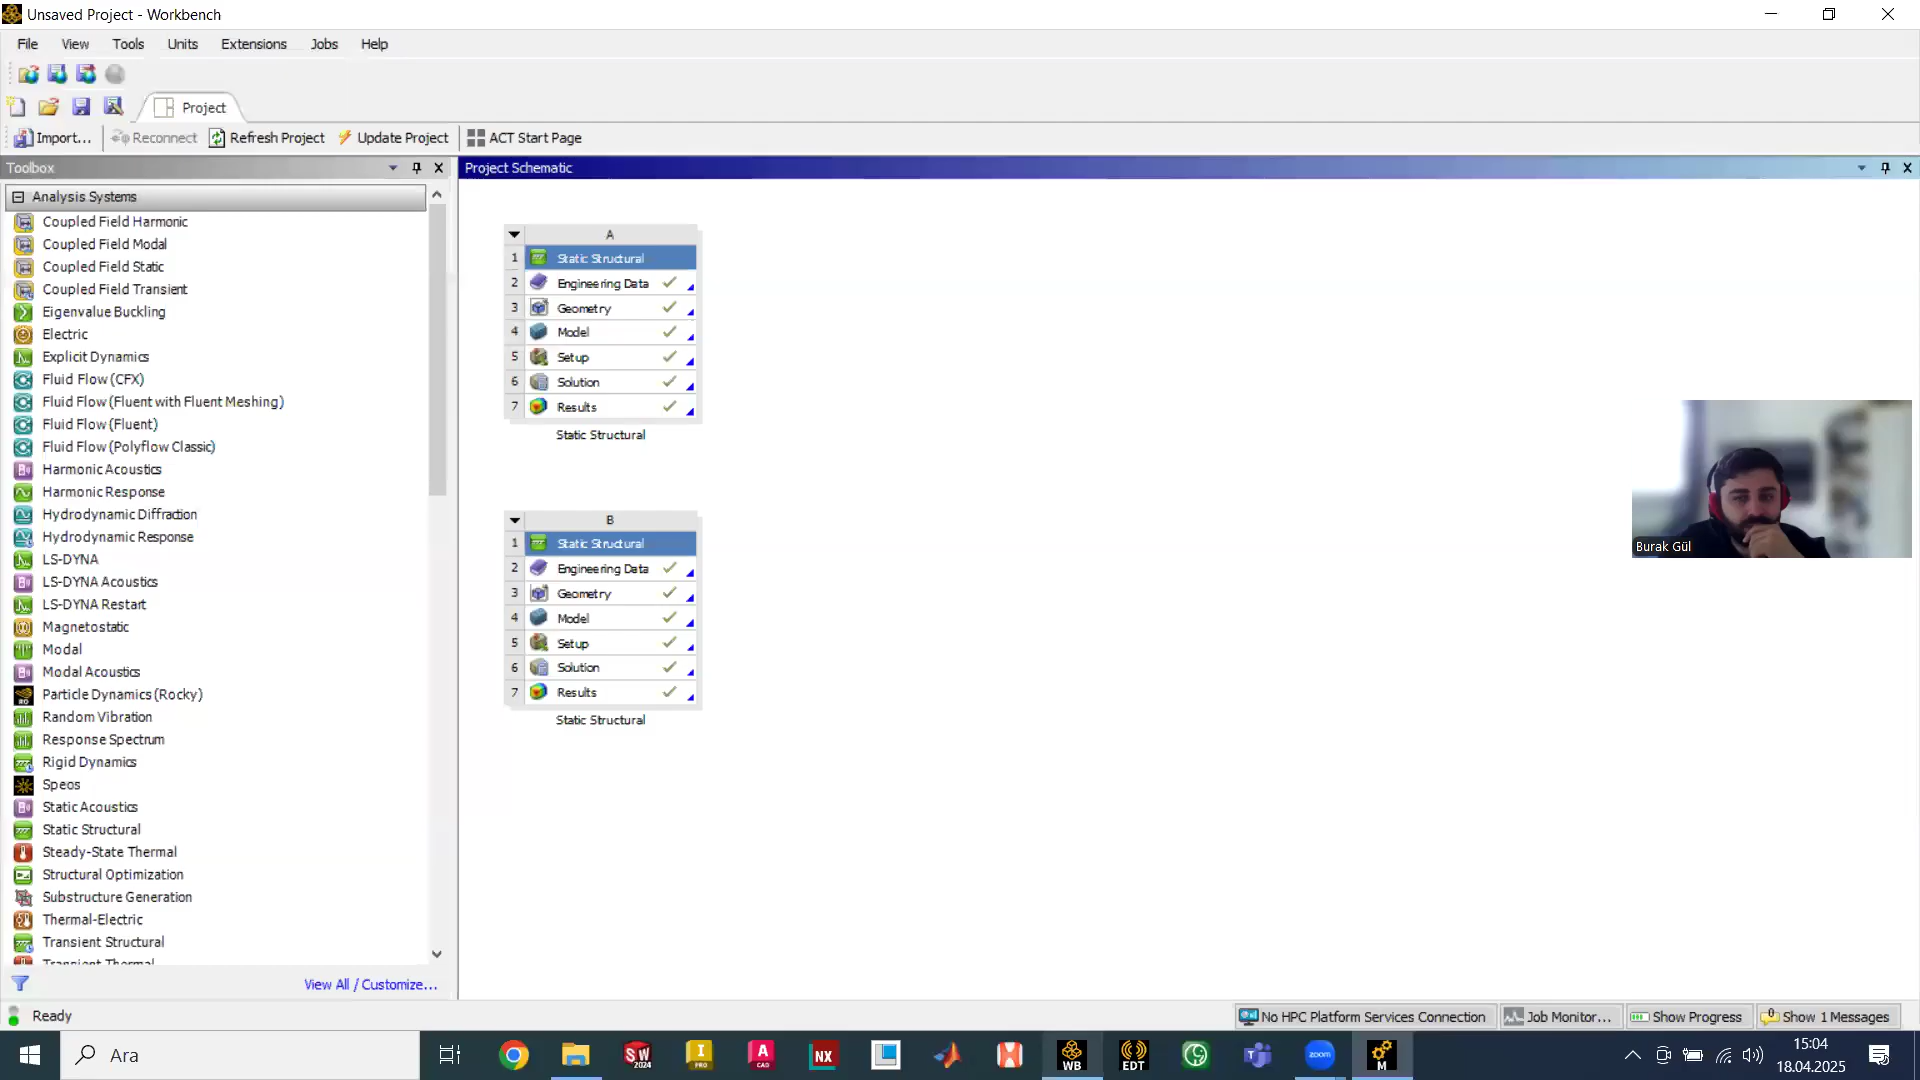 Unsaved Project - Workbench
File View Tools Units Extensions Jobs Help
Project
Import... Reconnect Refresh Project Update Project ACT Start Page
Toolbox
Analysis Systems
Coupled Field Harmonic
Coupled Field Modal
Coupled Field Static
Coupled Field Transient
Eigenvalue Buckling
Electric
Explicit Dynamics
Fluid Flow (CFX)
Fluid Flow (Fluent with Fluent Meshing)
Fluid Flow (Fluent)
Fluid Flow (Polyflow Classic)
Harmonic Acoustics
Harmonic Response
Hydrodynamic Diffraction
Hydrodynamic Response
LS-DYNA
LS-DYNA Acoustics
LS-DYNA Restart
Magnetostatic
Modal
Modal Acoustics
Particle Dynamics (Rocky)
Random Vibration
Response Spectrum
Rigid Dynamics
Speos
Static Acoustics
Static Structural
Steady-State Thermal
Structural Optimization
Substructure Generation
Thermal-Electric
Transient Structural
Transient Thermal
View All / Customize...
Project Schematic
A
1 Static Structural
2 Engineering Data
3 Geometry
4 Model
5 Setup
6 Solution
7 Results
Static Structural
B
1 Static Structural
2 Engineering Data
3 Geometry
4 Model
5 Setup
6 Solution
7 Results
Static Structural
Burak Gül
Ready
No HPC Platform Services Connection Job Monitor... Show Progress Show 1 Messages
Ara
SW 2024
I PRO
A CAD
NX
WB
EDT
zoom
M
15:04
18.04.2025